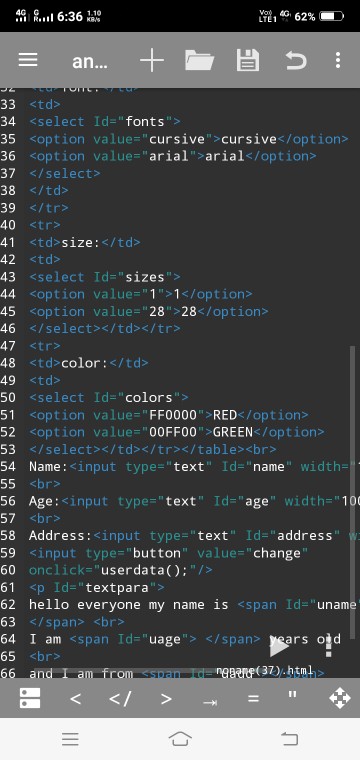 4G 4G 6:36 1.10 KB/s Vo) LTE1 4G 62%
an...
32 <td>font:</td>
33 <td>
34 <select Id="fonts">
35 <option value="cursive">cursive</option>
36 <option value="arial">arial</option>
37 </select>
38 </td>
39 </tr>
40 <tr>
41 <td>size:</td>
42 <td>
43 <select Id="sizes">
44 <option value="1">1</option>
45 <option value="28">28</option>
46 </select></td></tr>
47 <tr>
48 <td>color:</td>
49 <td>
50 <select Id="colors">
51 <option value="FF0000">RED</option>
52 <option value="00FF00">GREEN</option>
53 </select></td></tr></table><br>
54 Name:<input type="text" Id="name" width="1
55 <br>
56 Age:<input type="text" Id="age" width="100
57 <br>
58 Address:<input type="text" Id="address" wi
59 <input type="button" value="change"
60 onclick="userdata();"/>
61 <p Id="textpara">
62 hello everyone my name is <span Id="uname"
63 </span> <br>
64 I am <span Id="uage"> </span> years old
65 <br>
66 and I am from <span Id="uadd"></span>
noname(37).html
< </ > = "